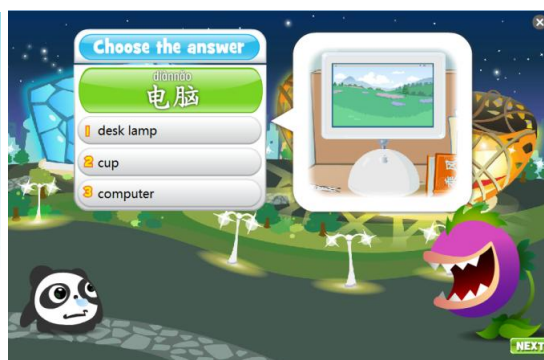 Choose the answer
diànnǎo
电脑
1 desk lamp
2 cup
3 computer
NEXT